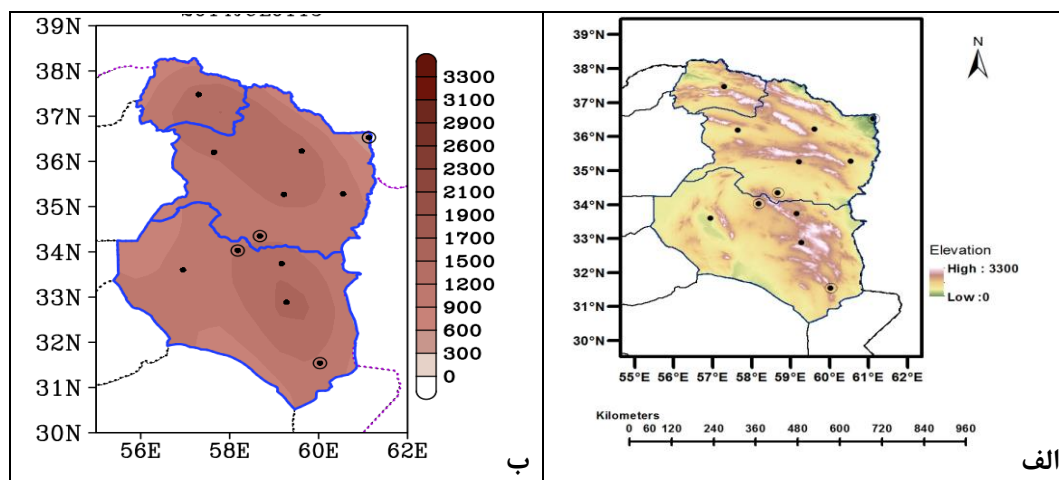 39N
38N
37N
36N
35N
34N
33N
32N
31N
30N
56E 58E 60E 62E
3300
3100
2900
2600
2300
2100
1900
1700
1500
1200
900
600
300
0
ب
39°N
38°N
37°N
36°N
35°N
34°N
33°N
32°N
31°N
30°N
55°E 56°E 57°E 58°E 59°E 60°E 61°E 62°E
N
Elevation
High : 3300
Low :0
Kilometers
0 60 120 240 360 480 600 720 840 960
الف